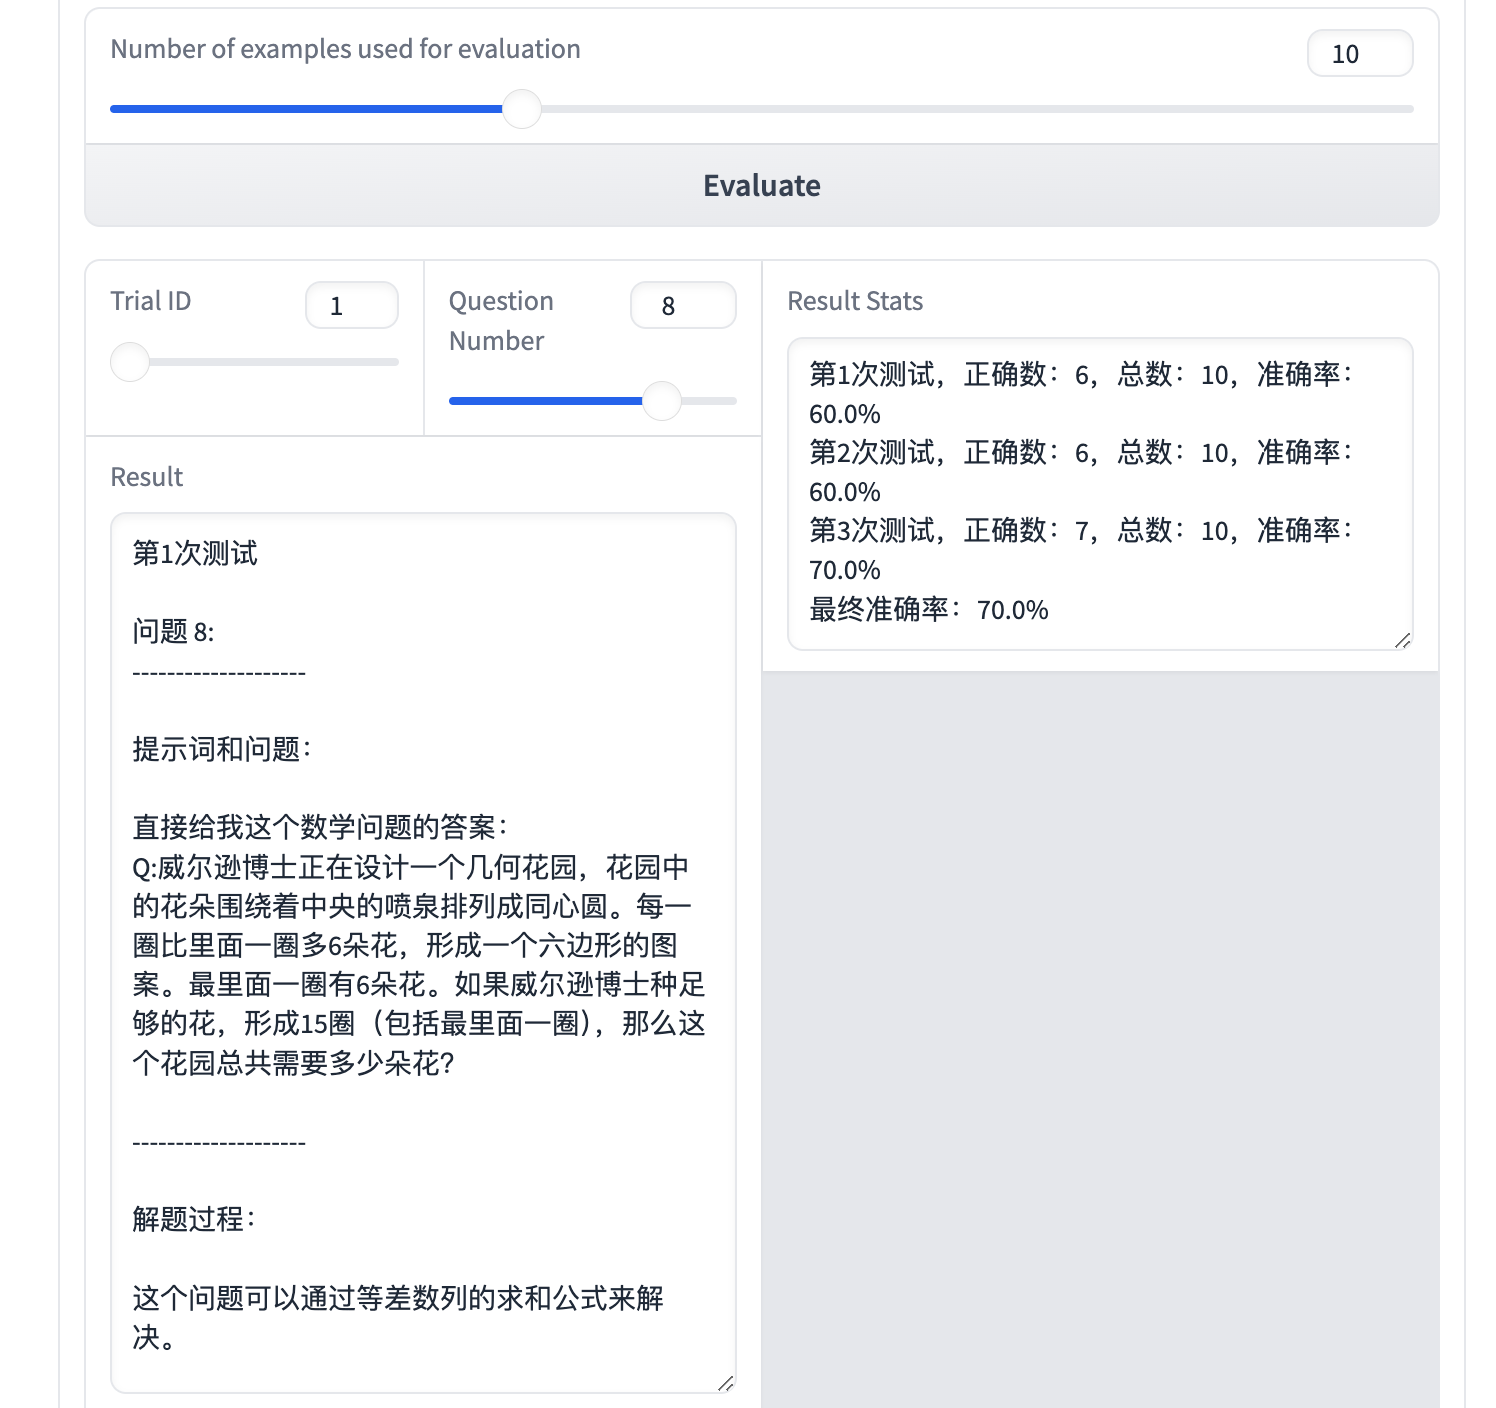 Number of examples used for evaluation
10
Evaluate
Trial ID
1
Question
Number
8
Result
第1次测试
问题 8:
--------------------
提示词和问题：
直接给我这个数学问题的答案：
Q:威尔逊博士正在设计一个几何花园，花园中
的花朵围绕着中央的喷泉排列成同心圆。每一
圈比里面一圈多6朵花，形成一个六边形的图
案。最里面一圈有6朵花。如果威尔逊博士种足
够的花，形成15圈（包括最里面一圈），那么这
个花园总共需要多少朵花？
--------------------
解题过程：
这个问题可以通过等差数列的求和公式来解
决。
Result Stats
第1次测试，正确数：6，总数：10，准确率：
60.0%
第2次测试，正确数：6，总数：10，准确率：
60.0%
第3次测试，正确数：7，总数：10，准确率：
70.0%
最终准确率：70.0%